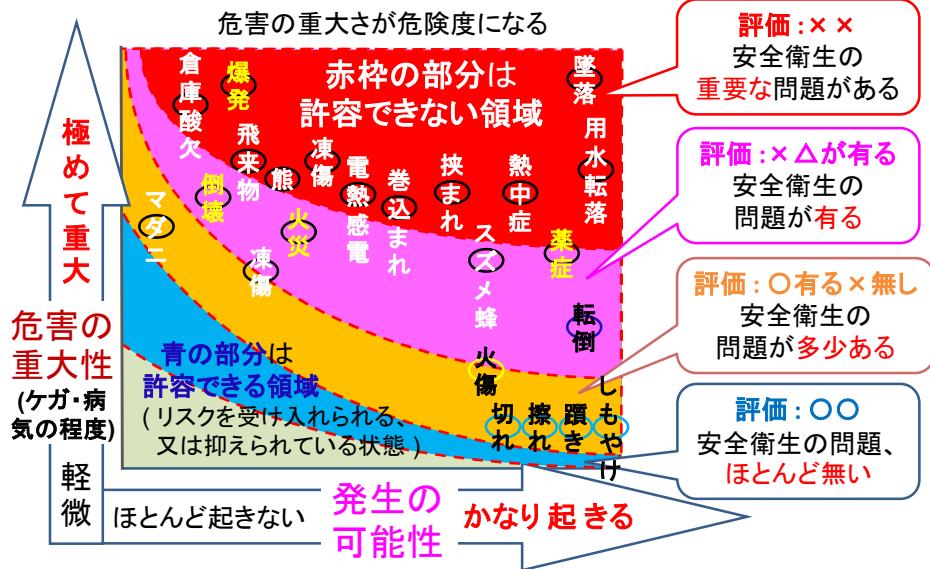 危害の重大さが危険度になる
極めて重大
危害の
重大性
(ケガ・病
気の程度)
軽微
赤枠の部分は
許容できない領域
倉庫酸欠
爆発
飛来物
熊
凍傷
電熱感電
巻込まれ
挟まれ
熱中症
墜落
用水転落
マダニ
倒壊
火災
凍傷
スズメ蜂
薬症
転倒
火傷
切れ
擦れ
躓き
しもやけ
青の部分は
許容できる領域
(リスクを受け入れられる、
又は抑えられている状態)
ほとんど起きない
発生の
可能性
かなり起きる
評価:××
安全衛生の
重要な問題がある
評価:×△が有る
安全衛生の
問題が有る
評価:〇有る×無し
安全衛生の
問題が多少ある
評価:〇〇
安全衛生の問題、
ほとんど無い